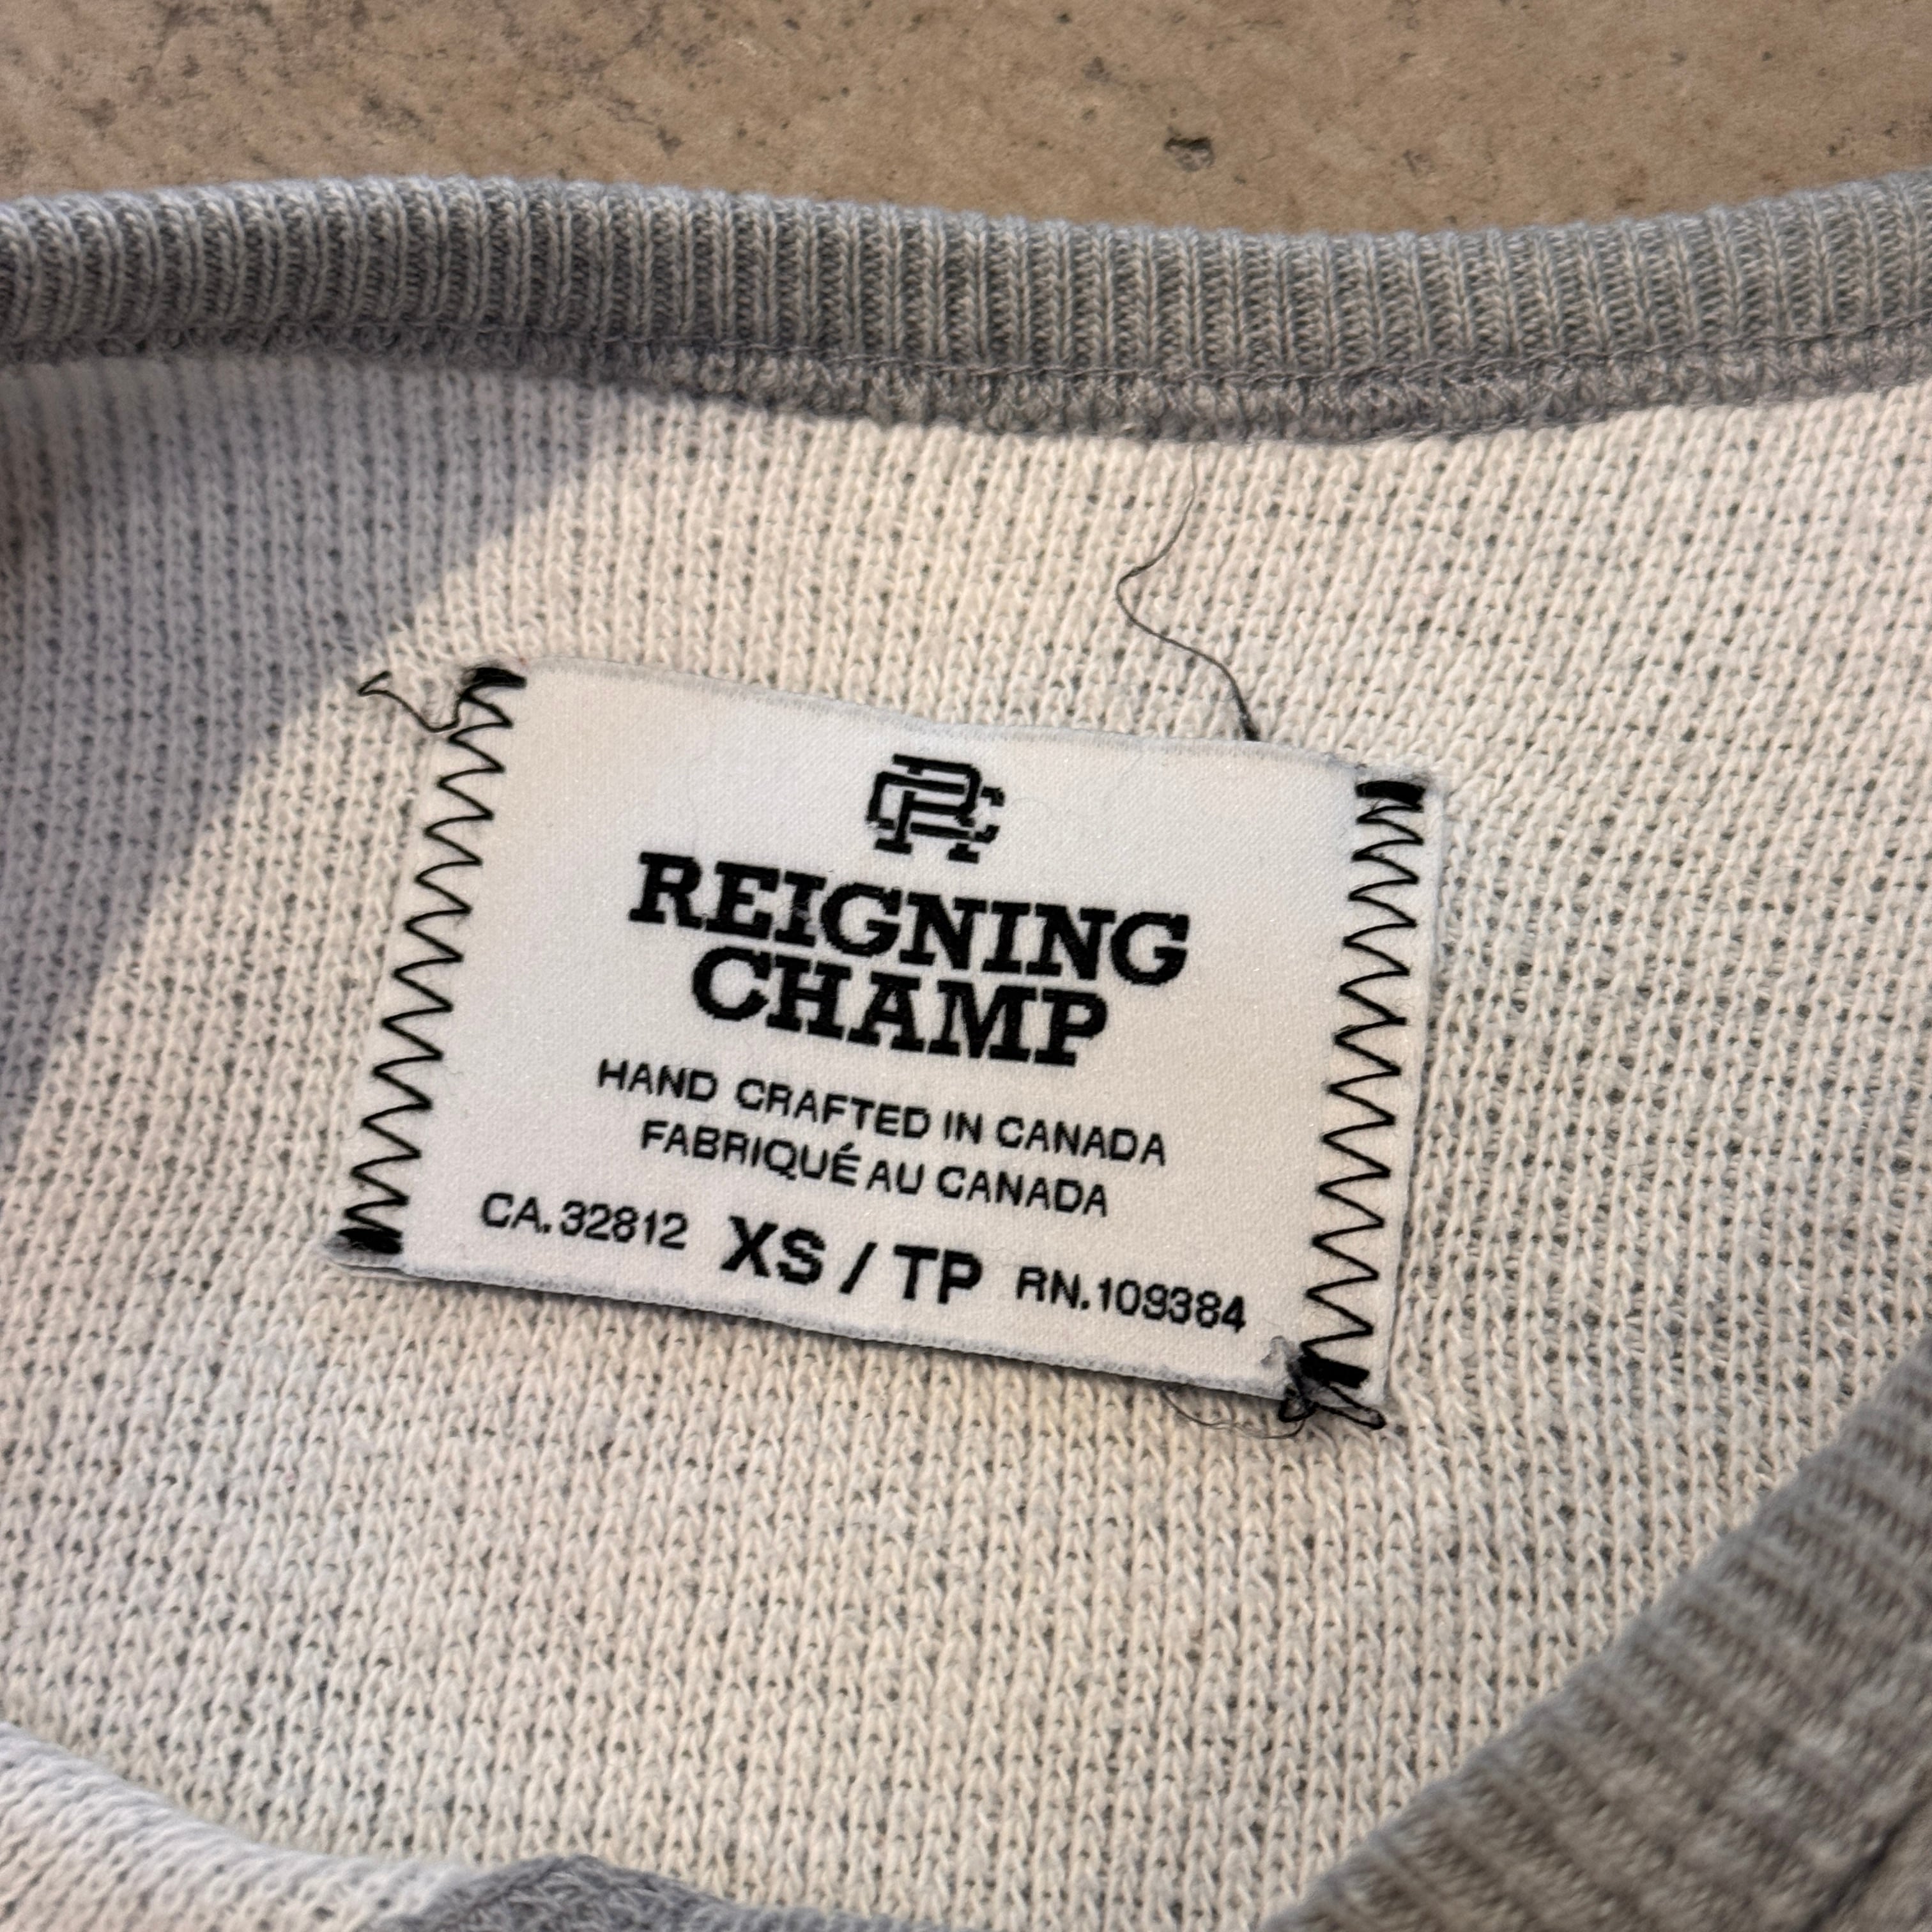 RC
REIGNING
CHAMP
HAND CRAFTED IN CANADA
FABRIQUÉ AU CANADA
CA.32812 XS / TP RN.109384